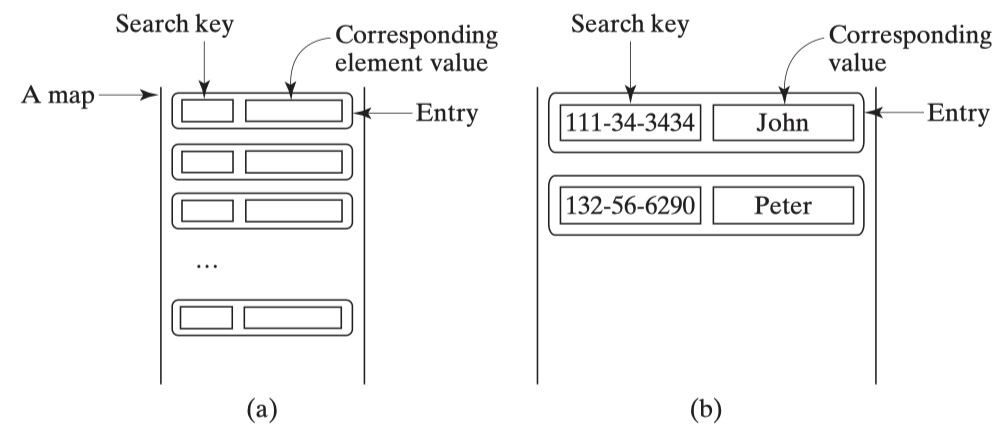 Search key
Corresponding
element value
A map
Entry
...
(a)
Search key
Corresponding
value
111-34-3434 John
Entry
132-56-6290 Peter
(b)